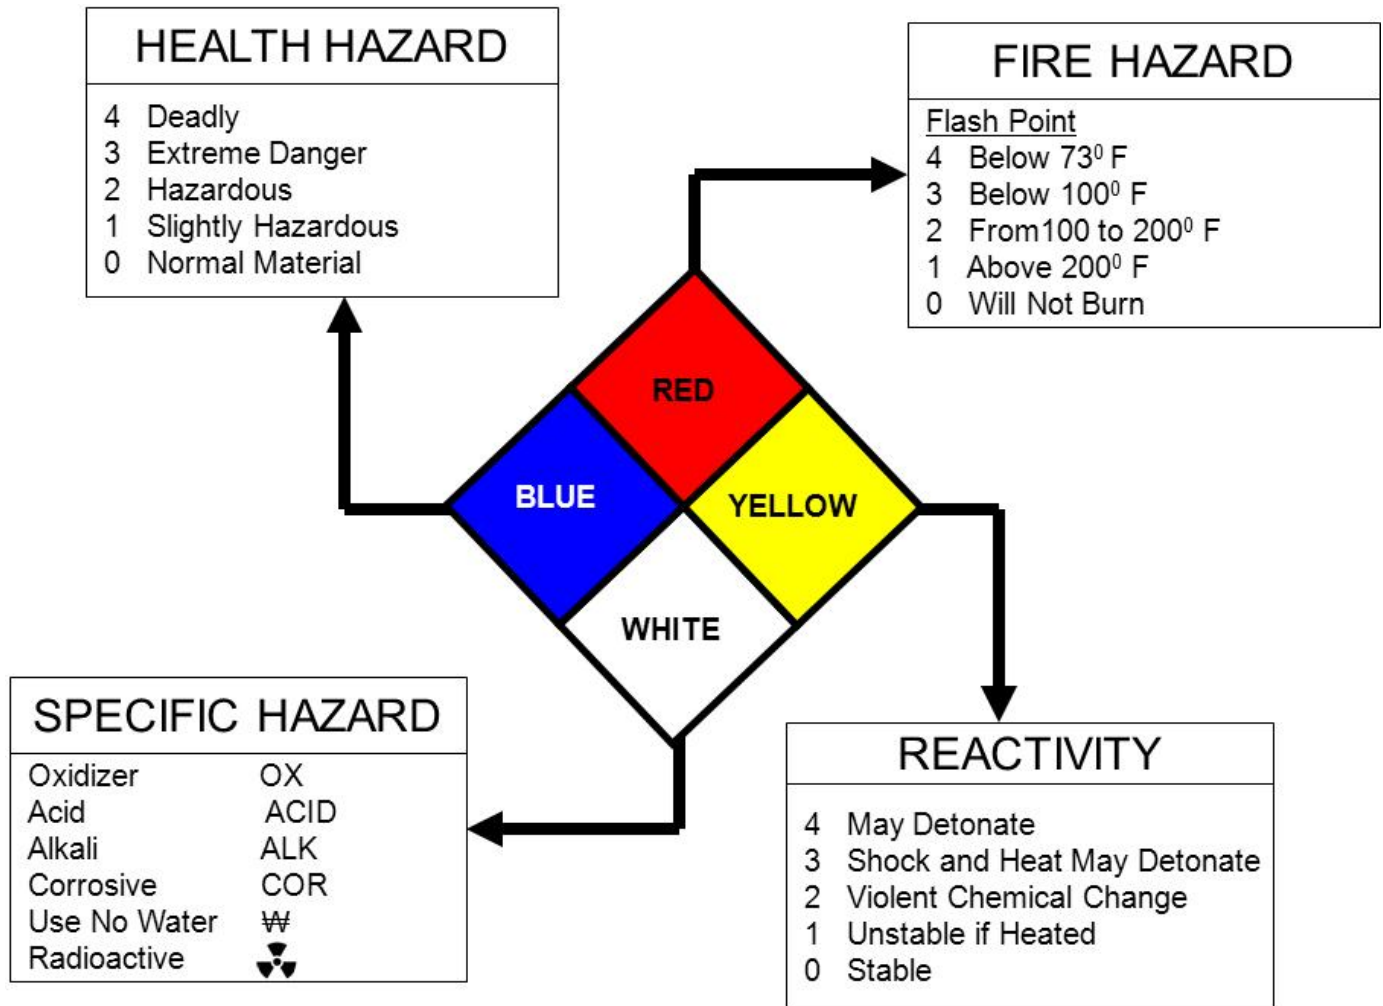 HEALTH HAZARD
4 Deadly
3 Extreme Danger
2 Hazardous
1 Slightly Hazardous
0 Normal Material
FIRE HAZARD
Flash Point
4 Below 73⁰ F
3 Below 100⁰ F
2 From100 to 200⁰ F
1 Above 200⁰ F
0 Will Not Burn
RED
BLUE
YELLOW
WHITE
SPECIFIC HAZARD
Oxidizer OX
Acid ACID
Alkali ALK
Corrosive COR
Use No Water W̶
Radioactive ☢
REACTIVITY
4 May Detonate
3 Shock and Heat May Detonate
2 Violent Chemical Change
1 Unstable if Heated
0 Stable